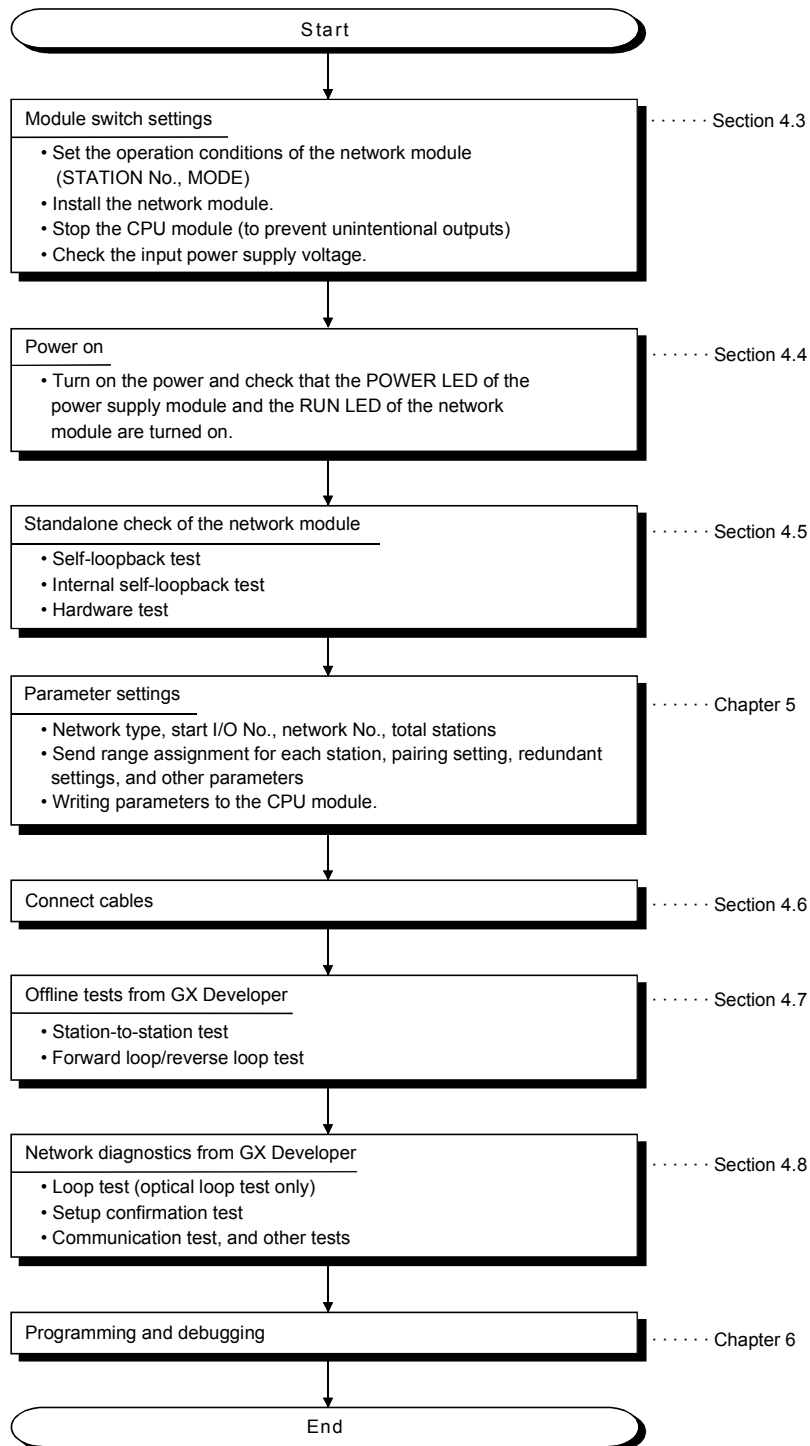 Start
Module switch settings
· · · · · · Section 4.3
• Set the operation conditions of the network module
(STATION No., MODE)
• Install the network module.
• Stop the CPU module (to prevent unintentional outputs)
• Check the input power supply voltage.
Power on
· · · · · · Section 4.4
• Turn on the power and check that the POWER LED of the
power supply module and the RUN LED of the network
module are turned on.
Standalone check of the network module
· · · · · · Section 4.5
• Self-loopback test
• Internal self-loopback test
• Hardware test
Parameter settings
· · · · · · Chapter 5
• Network type, start I/O No., network No., total stations
• Send range assignment for each station, pairing setting, redundant
settings, and other parameters
• Writing parameters to the CPU module.
Connect cables
· · · · · · Section 4.6
Offline tests from GX Developer
· · · · · · Section 4.7
• Station-to-station test
• Forward loop/reverse loop test
Network diagnostics from GX Developer
· · · · · · Section 4.8
• Loop test (optical loop test only)
• Setup confirmation test
• Communication test, and other tests
Programming and debugging
· · · · · · Chapter 6
End